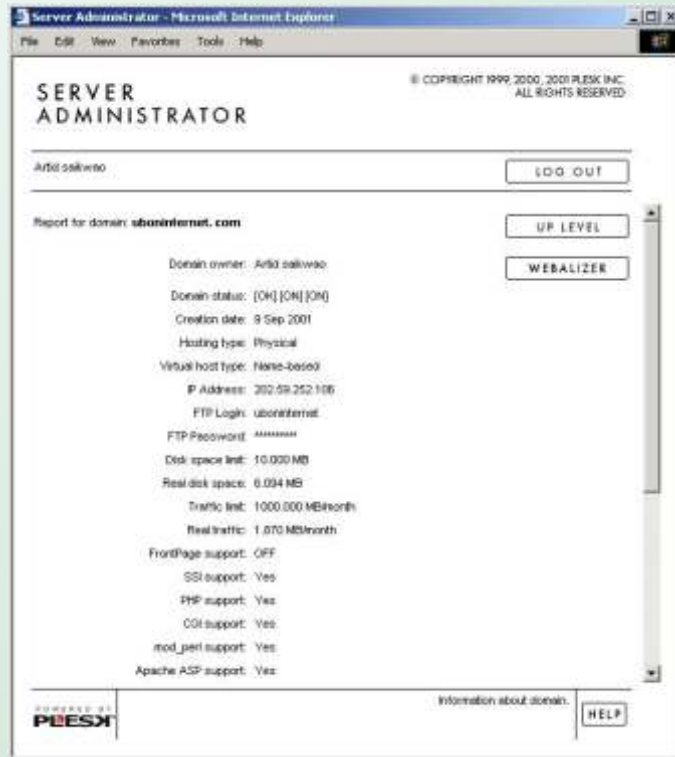 Server Administrator - Microsoft Internet Explorer
File Edit View Favorites Tools Help
SERVER
ADMINISTRATOR
© COPYRIGHT 1999, 2000, 2001 PLESK INC
ALL RIGHTS RESERVED
Artid saikwao
LOG OUT
Report for domain: uboninternet. com
UP LEVEL
Domain owner: Artid saikwao
WEBALIZER
Domain status: [OK] [ON] [ON]
Creation date: 9 Sep 2001
Hosting type: Physical
Virtual host type: Name-based
IP Address: 202.59.252.106
FTP Login: uboninternet
FTP Password: **********
Disk space limit: 10.000 MB
Real disk space: 6.094 MB
Traffic limit: 1000.000 MB/month
Real traffic: 1.870 MB/month
FrontPage support: OFF
SSI support: Yes
PHP support: Yes
CGI support: Yes
mod_perl support: Yes
Apache ASP support: Yes
POWERED BY
PLESK
Information about domain.
HELP